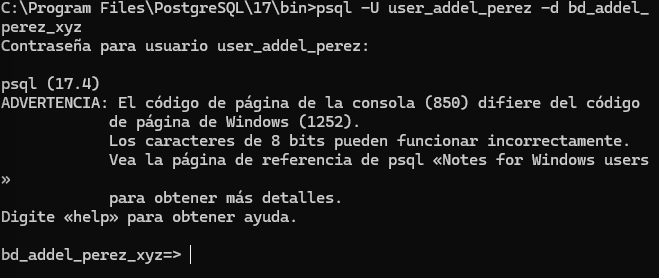 C:\Program Files\PostgreSQL\17\bin>psql -U user_addel_perez -d bd_addel_
perez_xyz
Contraseña para usuario user_addel_perez:
psql (17.4)
ADVERTENCIA: El código de página de la consola (850) difiere del código
de página de Windows (1252).
Los caracteres de 8 bits pueden funcionar incorrectamente.
Vea la página de referencia de psql «Notes for Windows users
»
para obtener más detalles.
Digite «help» para obtener ayuda.
bd_addel_perez_xyz=>